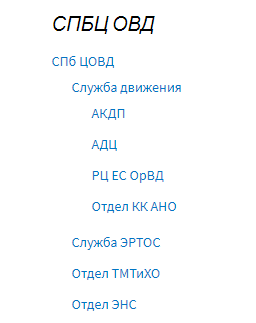 СПБЦ ОВД
СПб ЦОВД
Служба движения
АКДП
АДЦ
РЦ ЕС ОрВД
Отдел КК АНО
Служба ЭРТОС
Отдел ТМТиХО
Отдел ЭНС